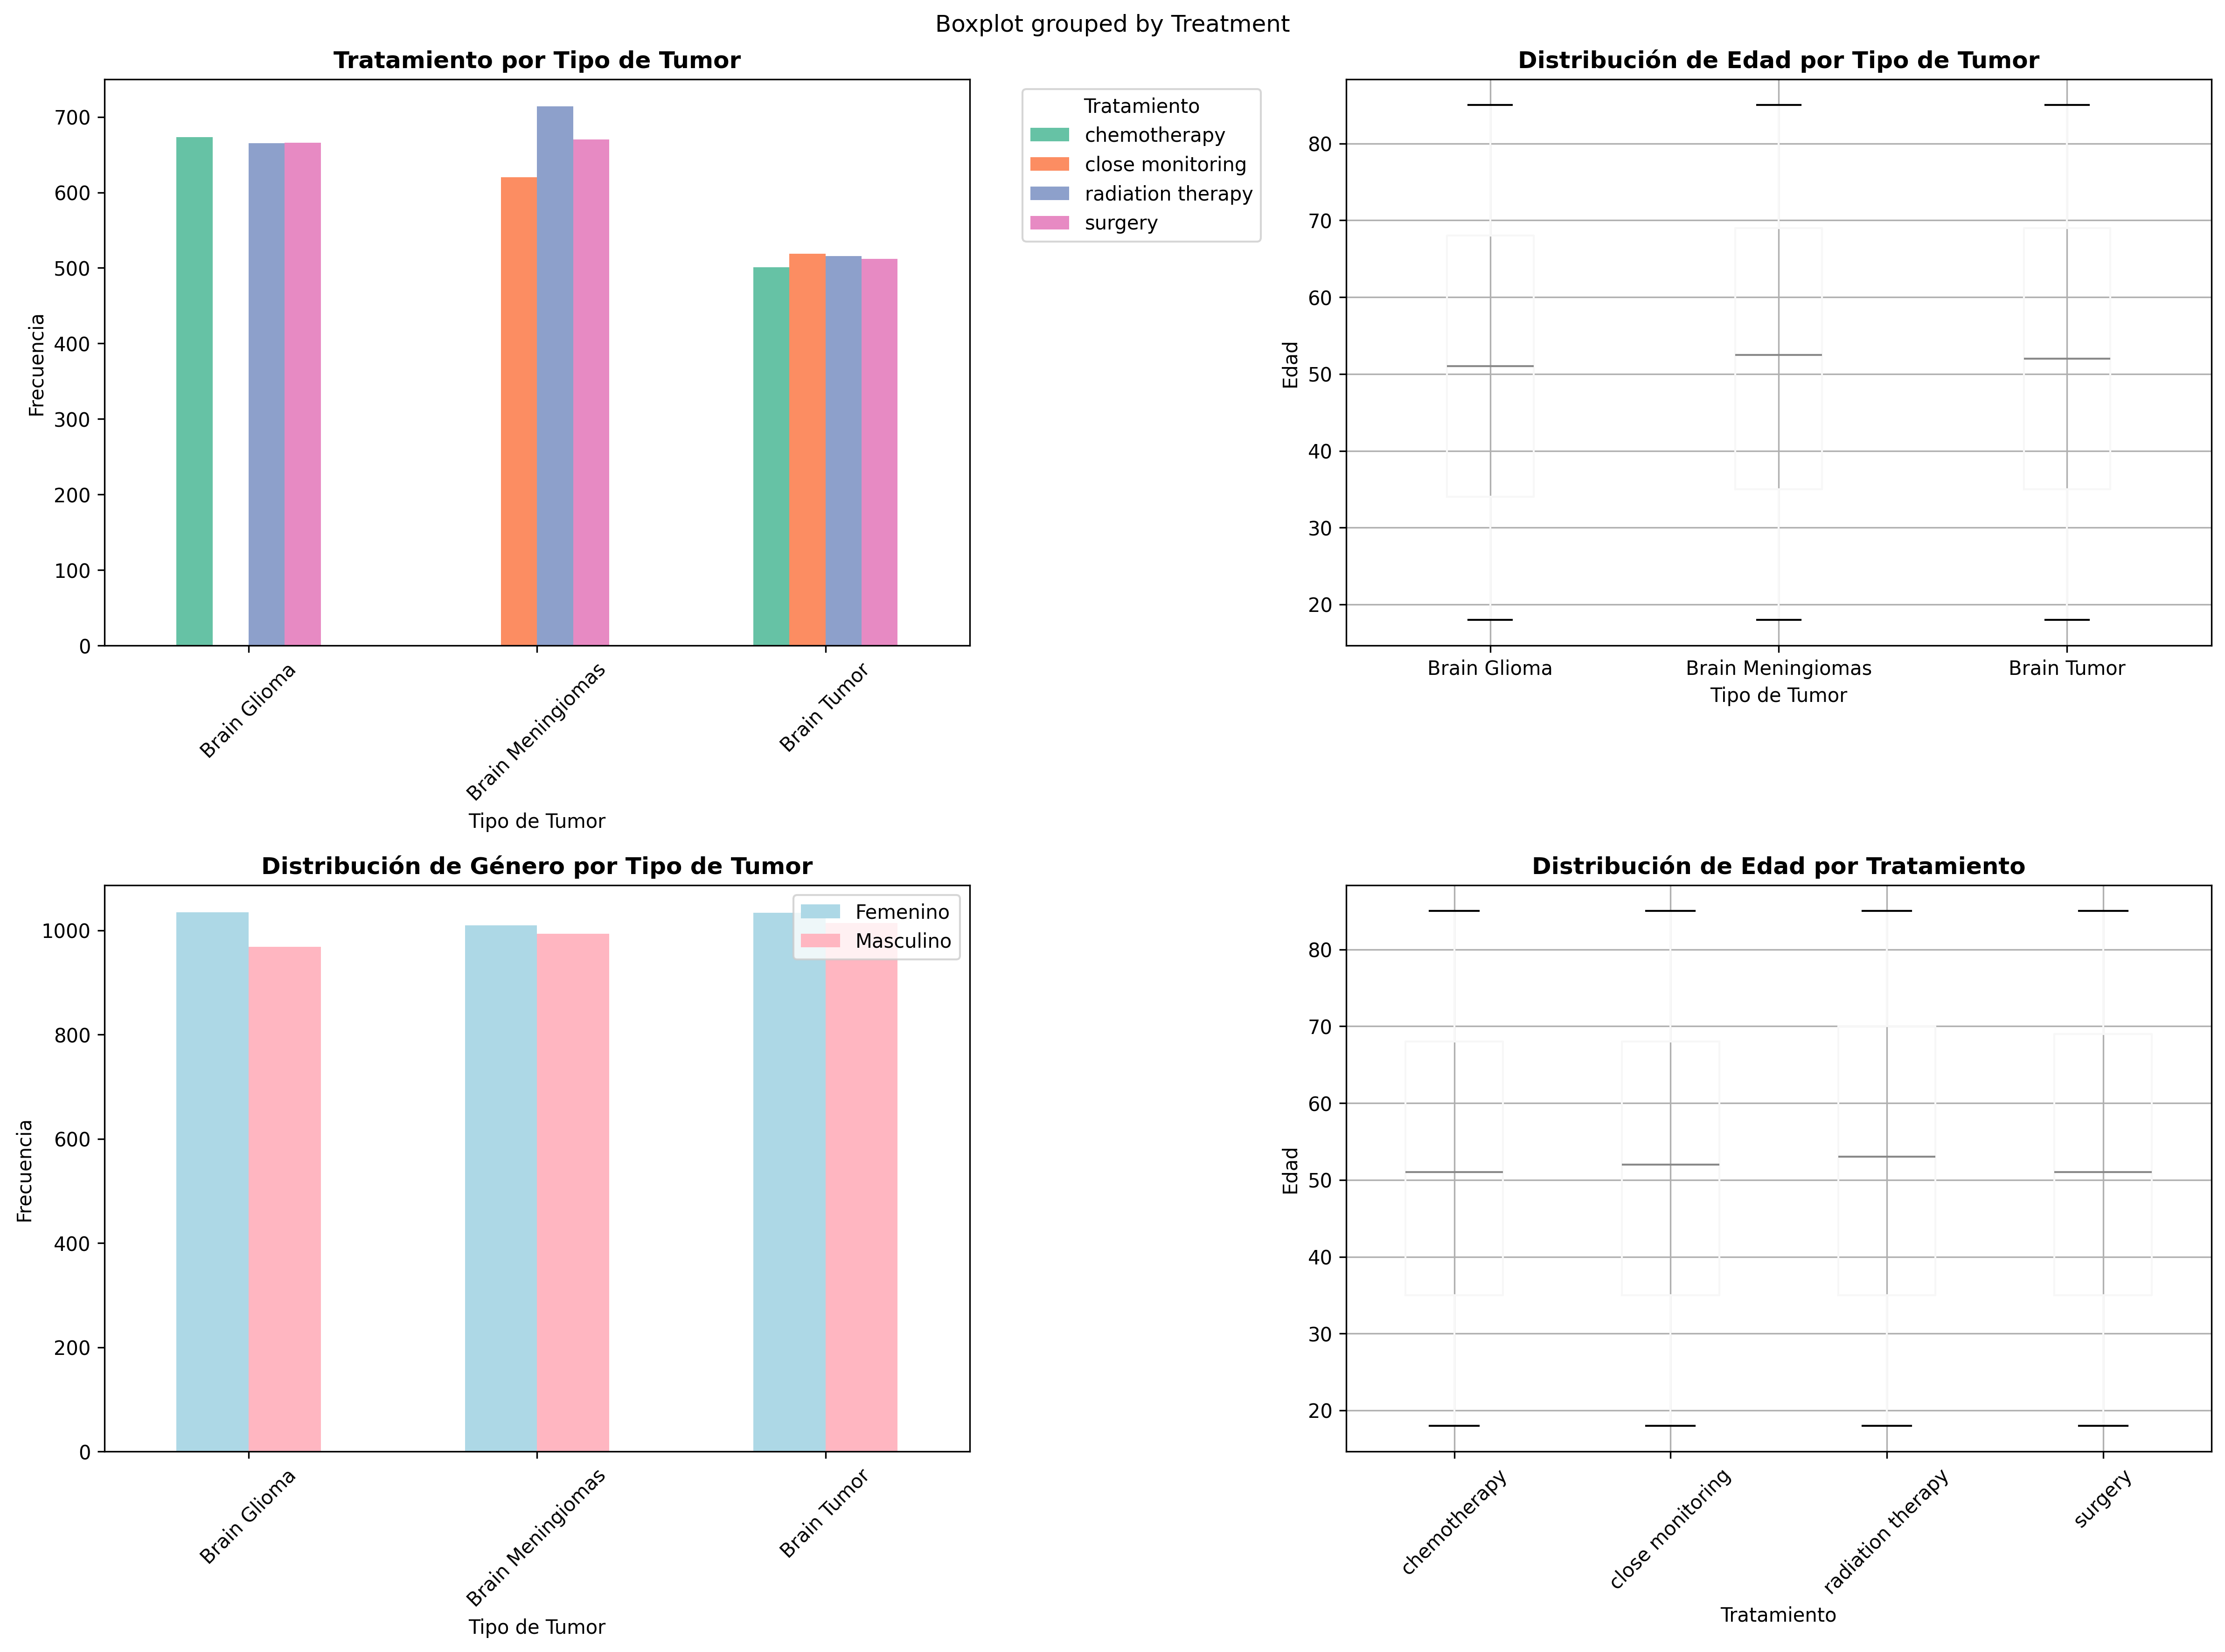 Boxplot grouped by Treatment
Tratamiento por Tipo de Tumor
Frecuencia
700
600
500
400
300
200
100
0
Brain Glioma
Brain Meningiomas
Brain Tumor
Tipo de Tumor
Tratamiento
chemotherapy
close monitoring
radiation therapy
surgery
Distribución de Edad por Tipo de Tumor
Edad
80
70
60
50
40
30
20
Brain Glioma
Brain Meningiomas
Brain Tumor
Tipo de Tumor
Distribución de Género por Tipo de Tumor
Frecuencia
1000
800
600
400
200
0
Femenino
Masculino
Brain Glioma
Brain Meningiomas
Brain Tumor
Tipo de Tumor
Distribución de Edad por Tratamiento
Edad
80
70
60
50
40
30
20
chemotherapy
close monitoring
radiation therapy
surgery
Tratamiento